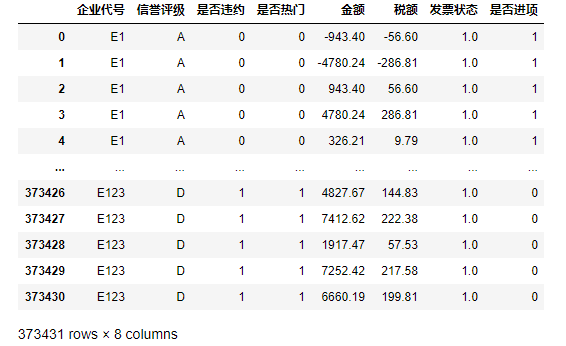 企业代号 信誉评级 是否违约 是否热门 金额 税额 发票状态 是否进项
0 E1 A 0 0 -943.40 -56.60 1.0 1
1 E1 A 0 0 -4780.24 -286.81 1.0 1
2 E1 A 0 0 943.40 56.60 1.0 1
3 E1 A 0 0 4780.24 286.81 1.0 1
4 E1 A 0 0 326.21 9.79 1.0 1
... ... ... ... ... ... ... ... ...
373426 E123 D 1 1 4827.67 144.83 1.0 0
373427 E123 D 1 1 7412.62 222.38 1.0 0
373428 E123 D 1 1 1917.47 57.53 1.0 0
373429 E123 D 1 1 7252.42 217.58 1.0 0
373430 E123 D 1 1 6660.19 199.81 1.0 0
373431 rows × 8 columns